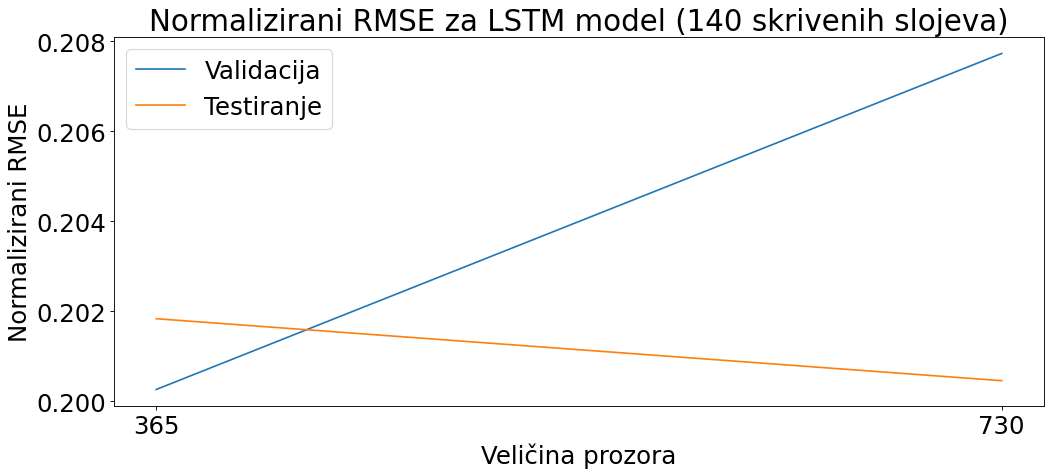 Normalizirani RMSE za LSTM model (140 skrivenih slojeva)
Validacija
Testiranje
Normalizirani RMSE
0.208
0.206
0.204
0.202
0.200
365
730
Veličina prozora